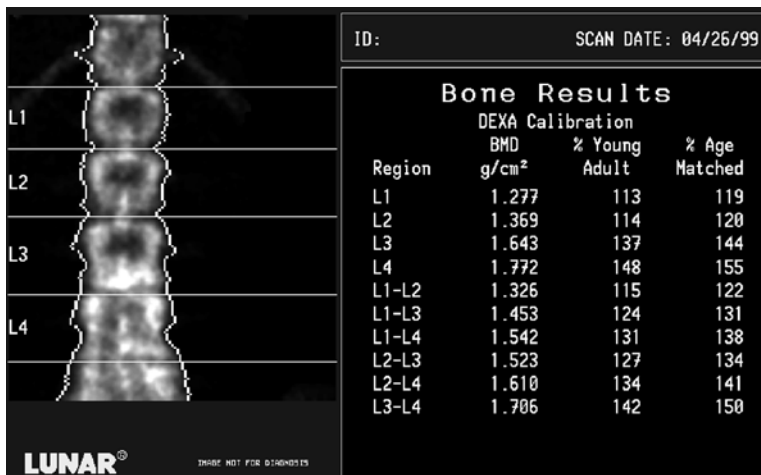 L1
L2
L3
L4
LUNAR®
IMAGE NOT FOR DIAGNOSIS
ID: SCAN DATE: 04/26/99
Bone Results
DEXA Calibration
BMD % Young % Age
Region g/cm² Adult Matched
L1 1.277 113 119
L2 1.369 114 120
L3 1.643 137 144
L4 1.772 148 155
L1-L2 1.326 115 122
L1-L3 1.453 124 131
L1-L4 1.542 131 138
L2-L3 1.523 127 134
L2-L4 1.610 134 141
L3-L4 1.706 142 150